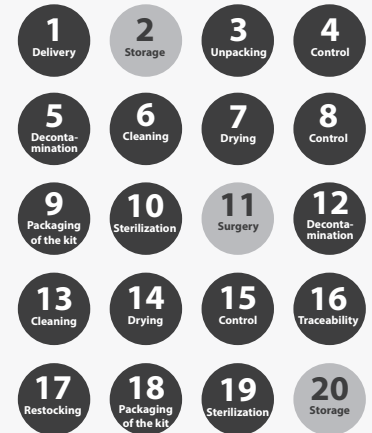 1
Delivery
2
Storage
3
Unpacking
4
Control
5
Deconta-
mination
6
Cleaning
7
Drying
8
Control
9
Packaging
of the kit
10
Sterilization
11
Surgery
12
Deconta-
mination
13
Cleaning
14
Drying
15
Control
16
Traceability
17
Restocking
18
Packaging
of the kit
19
Sterilization
20
Storage